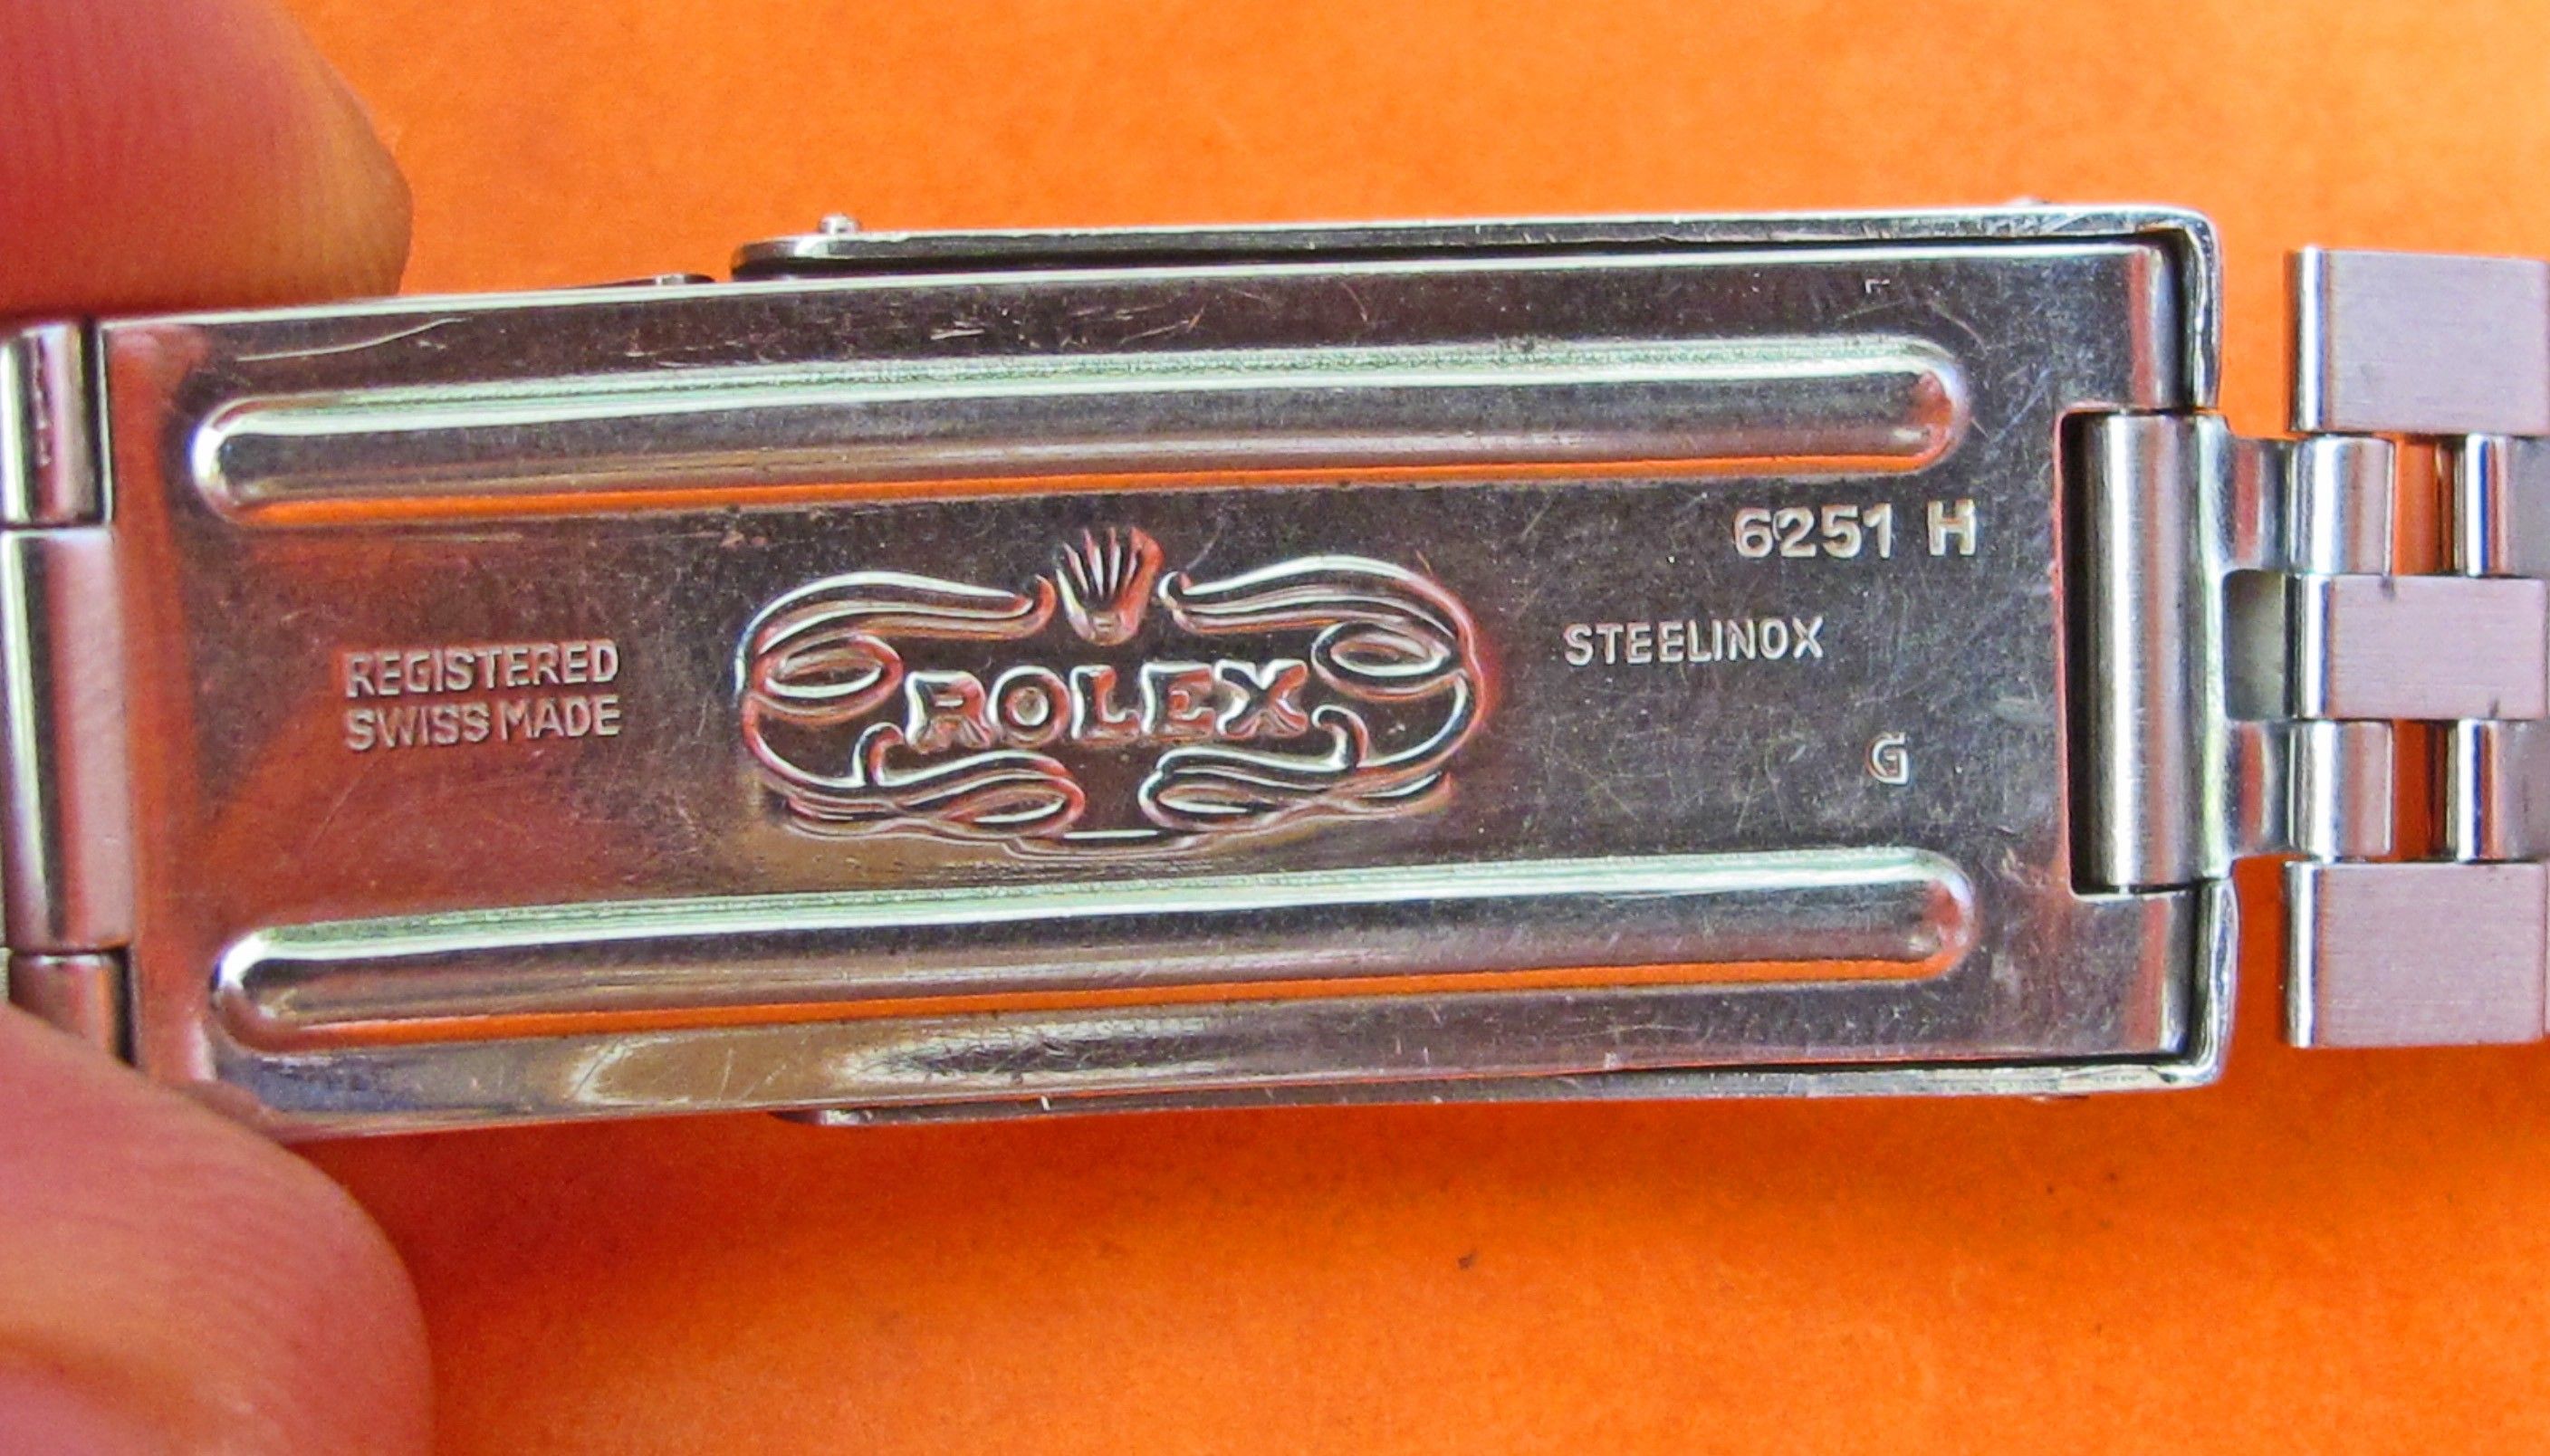 REGISTERED
SWISS MADE
ROLEX
6251 H
STEELINOX
G